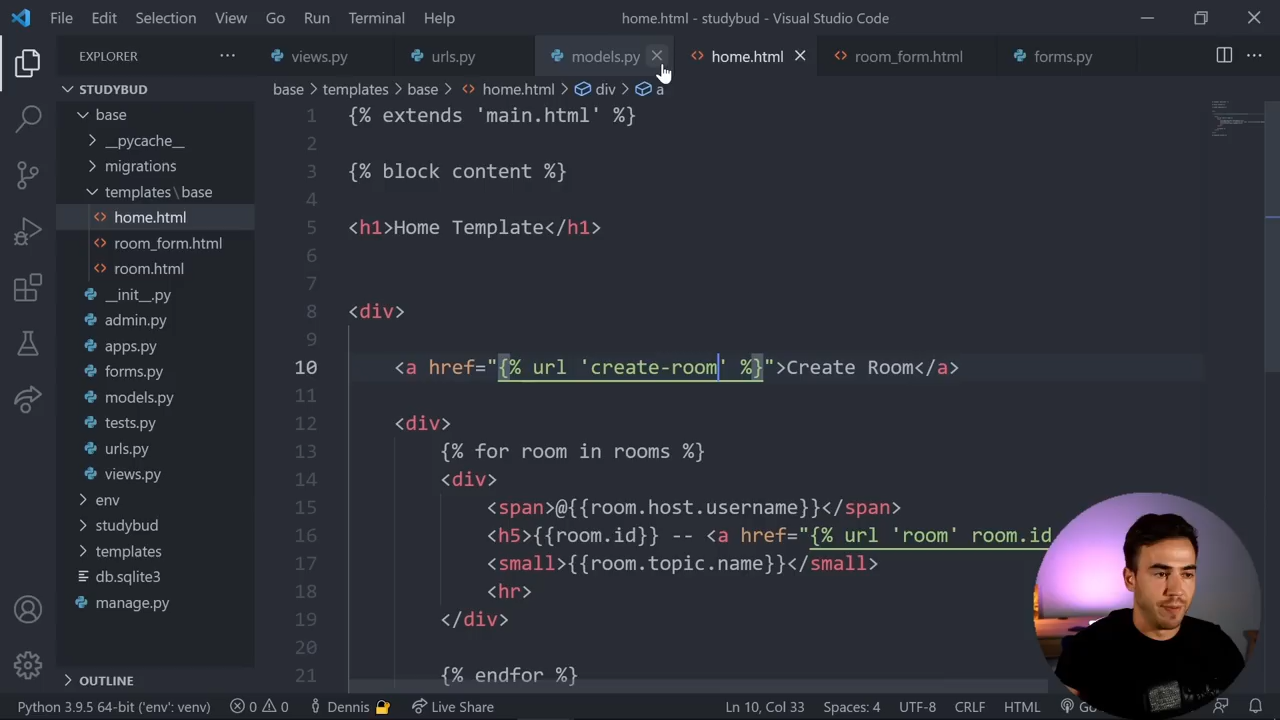 File Edit Selection View Go Run Terminal Help home.html - studybud - Visual Studio Code
EXPLORER
views.py urls.py models.py home.html room_form.html forms.py
STUDYBUD
base
__pycache__
migrations
templates \ base
home.html
room_form.html
room.html
__init__.py
admin.py
apps.py
forms.py
models.py
tests.py
urls.py
views.py
env
studybud
templates
db.sqlite3
manage.py
OUTLINE
base > templates > base > home.html > div > a
1 {% extends 'main.html' %}
2
3 {% block content %}
4
5 <h1>Home Template</h1>
6
7
8 <div>
9
10 <a href="{% url 'create-room' %}">Create Room</a>
11
12 <div>
13 {% for room in rooms %}
14 <div>
15 <span>@{{room.host.username}}</span>
16 <h5>{{room.id}} -- <a href="{% url 'room' room.id
17 <small>{{room.topic.name}}</small>
18 <hr>
19 </div>
20
21 {% endfor %}
Python 3.9.5 64-bit ('env': venv) 0 0 Dennis Live Share Ln 10, Col 33 Spaces: 4 UTF-8 CRLF HTML